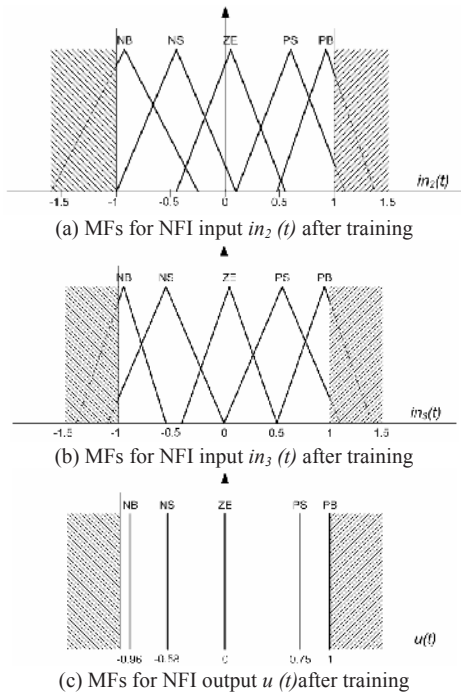 NB NS ZE PS PB
-1.5 -1 -0.5 0 0.5 1 1.5 in₂(t)
(a) MFs for NFI input in₂ (t) after training
NB NS ZE PS PB
-1.5 -1 -0.5 0 0.5 1 1.5 in₃(t)
(b) MFs for NFI input in₃ (t) after training
NB NS ZE PS PB
-0.96 -0.58 0 0.75 1 u(t)
(c) MFs for NFI output u (t)after training